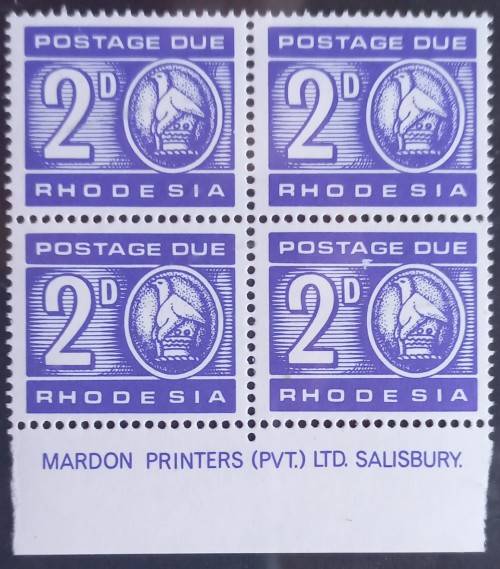 POSTAGE DUE POSTAGE DUE
2D 2D
RHODESIA RHODESIA
POSTAGE DUE POSTAGE DUE
2D 2D
RHODESIA RHODESIA
MARDON PRINTERS (PVT.) LTD. SALISBURY.